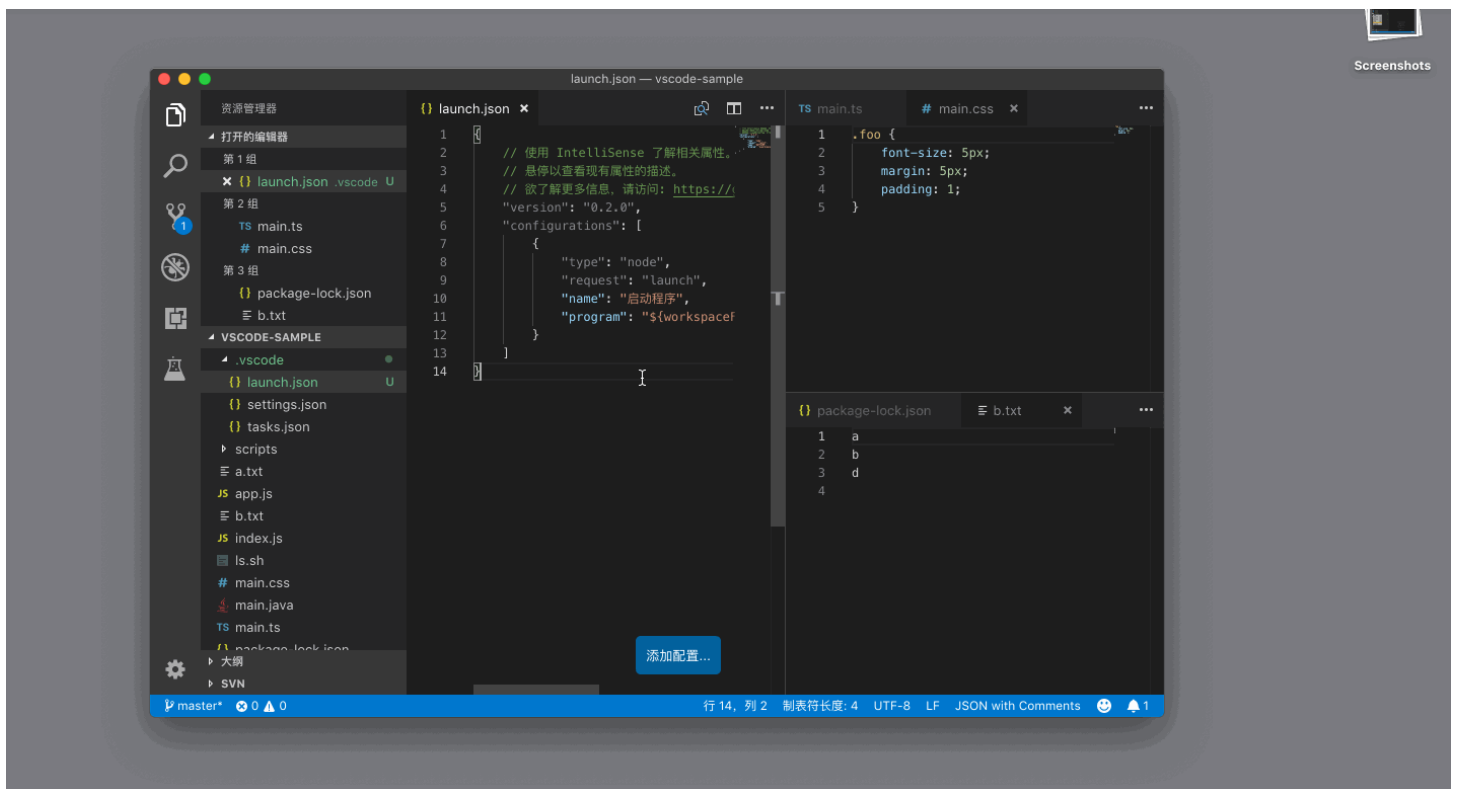 Screenshots
launch.json — vscode-sample
资源管理器
打开的编辑器
第 1 组
{} launch.json .vscode U
第 2 组
TS main.ts
# main.css
第 3 组
{} package-lock.json
b.txt
VSCODE-SAMPLE
.vscode
{} launch.json U
{} settings.json
{} tasks.json
scripts
a.txt
JS app.js
b.txt
JS index.js
ls.sh
# main.css
main.java
TS main.ts
{} package-lock.json
大纲
SVN
1
{} launch.json
1 {
2 // 使用 IntelliSense 了解相关属性。
3 // 悬停以查看现有属性的描述。
4 // 欲了解更多信息，请访问: https://
5 "version": "0.2.0",
6 "configurations": [
7 {
8 "type": "node",
9 "request": "launch",
10 "name": "启动程序",
11 "program": "${workspaceF
12 }
13 ]
14 }
添加配置...
TS main.ts # main.css
1 .foo {
2 font-size: 5px;
3 margin: 5px;
4 padding: 1;
5 }
{} package-lock.json b.txt
1 a
2 b
3 d
4
master* 0 0 行 14，列 2 制表符长度: 4 UTF-8 LF JSON with Comments 1